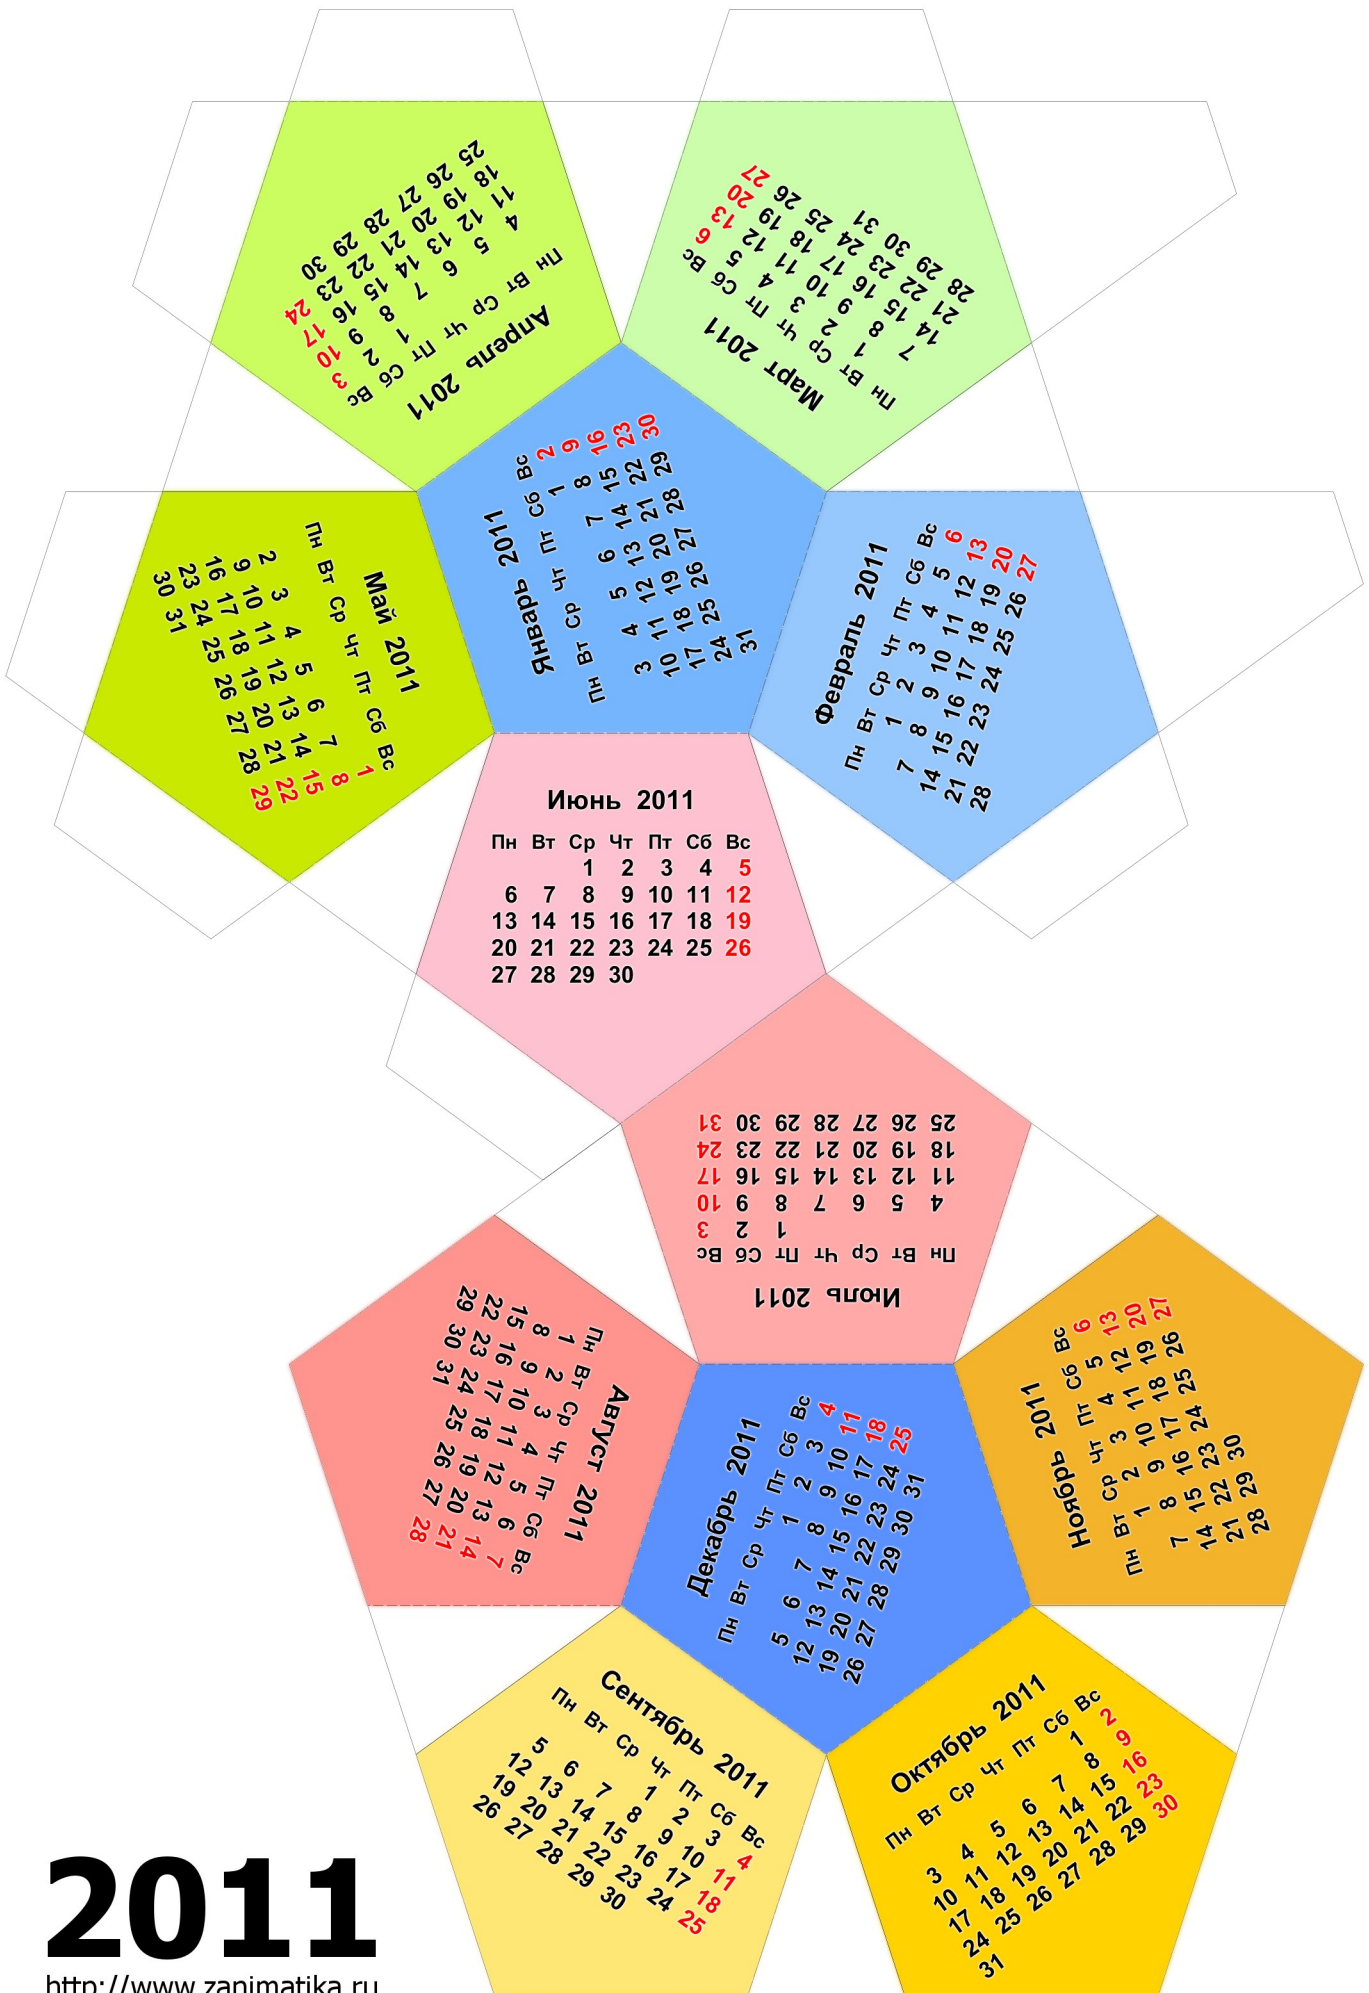 Апрель 2011
Пн Вт Ср Чт Пт Сб Вс
1 2 3
4 5 6 7 8 9 10
11 12 13 14 15 16 17
18 19 20 21 22 23 24
25 26 27 28 29 30
Март 2011
Пн Вт Ср Чт Пт Сб Вс
1 2 3 4 5 6
7 8 9 10 11 12 13
14 15 16 17 18 19 20
21 22 23 24 25 26 27
28 29 30 31
Май 2011
Пн Вт Ср Чт Пт Сб Вс
1
2 3 4 5 6 7 8
9 10 11 12 13 14 15
16 17 18 19 20 21 22
23 24 25 26 27 28 29
30 31
Январь 2011
Пн Вт Ср Чт Пт Сб Вс
1 2
3 4 5 6 7 8 9
10 11 12 13 14 15 16
17 18 19 20 21 22 23
24 25 26 27 28 29 30
31
Февраль 2011
Пн Вт Ср Чт Пт Сб Вс
1 2 3 4 5 6
7 8 9 10 11 12 13
14 15 16 17 18 19 20
21 22 23 24 25 26 27
28
Июнь 2011
Пн Вт Ср Чт Пт Сб Вс
1 2 3 4 5
6 7 8 9 10 11 12
13 14 15 16 17 18 19
20 21 22 23 24 25 26
27 28 29 30
Июль 2011
Пн Вт Ср Чт Пт Сб Вс
1 2 3
4 5 6 7 8 9 10
11 12 13 14 15 16 17
18 19 20 21 22 23 24
25 26 27 28 29 30 31
Август 2011
Пн Вт Ср Чт Пт Сб Вс
1 2 3 4 5 6 7
8 9 10 11 12 13 14
15 16 17 18 19 20 21
22 23 24 25 26 27 28
29 30 31
Декабрь 2011
Пн Вт Ср Чт Пт Сб Вс
1 2 3 4
5 6 7 8 9 10 11
12 13 14 15 16 17 18
19 20 21 22 23 24 25
26 27 28 29 30 31
Ноябрь 2011
Пн Вт Ср Чт Пт Сб Вс
1 2 3 4 5 6
7 8 9 10 11 12 13
14 15 16 17 18 19 20
21 22 23 24 25 26 27
28 29 30
Сентябрь 2011
Пн Вт Ср Чт Пт Сб Вс
1 2 3 4
5 6 7 8 9 10 11
12 13 14 15 16 17 18
19 20 21 22 23 24 25
26 27 28 29 30
Октябрь 2011
Пн Вт Ср Чт Пт Сб Вс
1 2
3 4 5 6 7 8 9
10 11 12 13 14 15 16
17 18 19 20 21 22 23
24 25 26 27 28 29 30
31
2011
http://www.zanimatika.ru